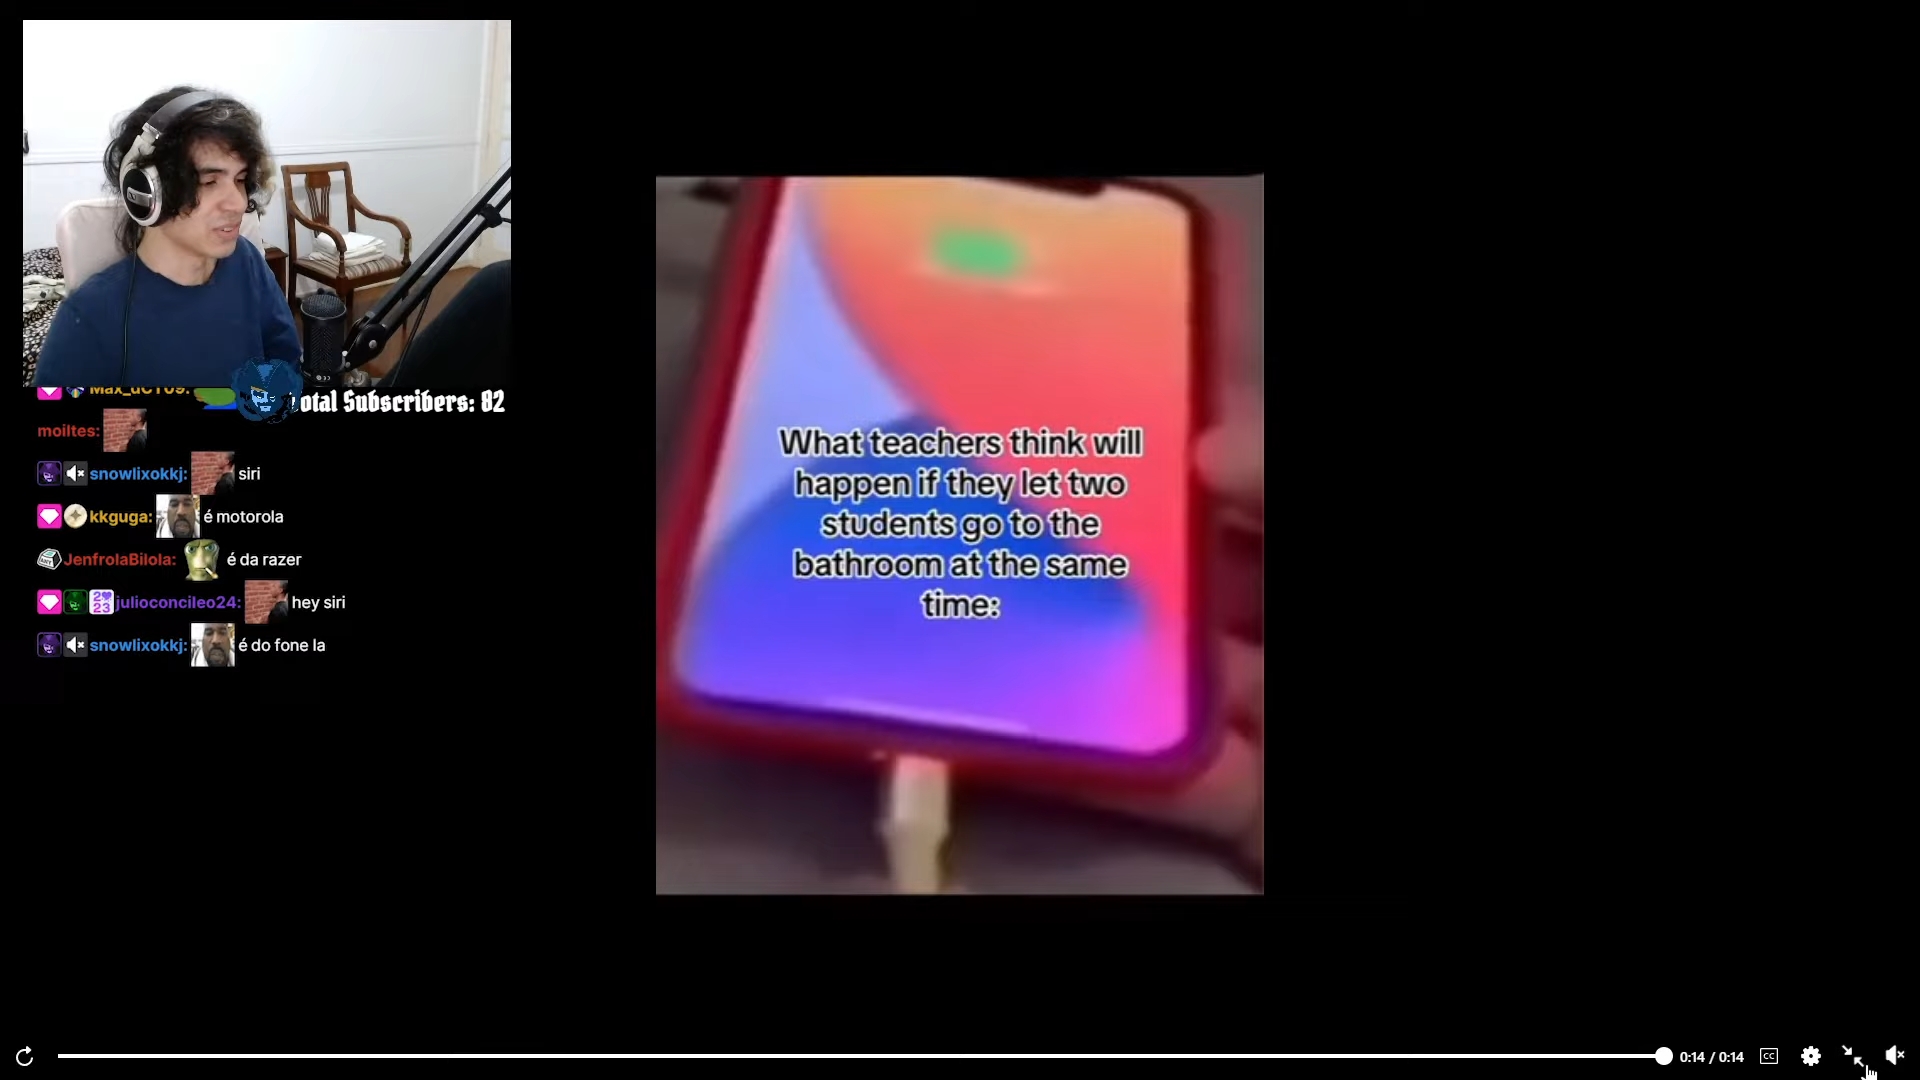 Max_uCT09:
Total Subscribers: 82
moiltes:
snowlixokkj: siri
kkguga: é motorola
JenfrolaBilola: é da razer
julioconcileo24: hey siri
snowlixokkj: é do fone la
What teachers think will
happen if they let two
students go to the
bathroom at the same
time:
0:14 / 0:14
CC